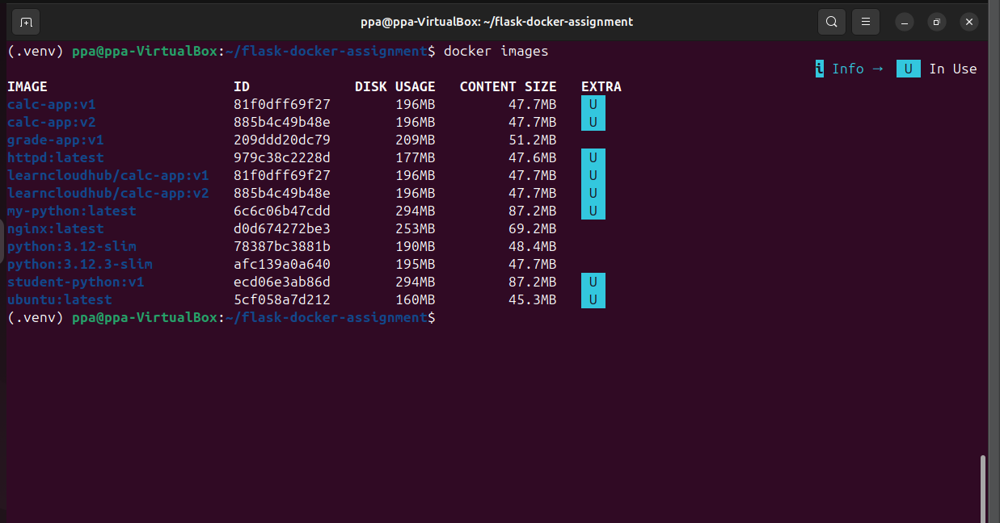 ppa@ppa-VirtualBox: ~/flask-docker-assignment
(.venv) ppa@ppa-VirtualBox:~/flask-docker-assignment$ docker images
i Info → U In Use
IMAGE ID DISK USAGE CONTENT SIZE EXTRA
calc-app:v1 81f0dff69f27 196MB 47.7MB U
calc-app:v2 885b4c49b48e 196MB 47.7MB U
grade-app:v1 209ddd20dc79 209MB 51.2MB
httpd:latest 979c38c2228d 177MB 47.6MB U
learncloudhub/calc-app:v1 81f0dff69f27 196MB 47.7MB U
learncloudhub/calc-app:v2 885b4c49b48e 196MB 47.7MB U
my-python:latest 6c6c06b47cdd 294MB 87.2MB U
nginx:latest d0d674272be3 253MB 69.2MB
python:3.12-slim 78387bc3881b 190MB 48.4MB
python:3.12.3-slim afc139a0a640 195MB 47.7MB
student-python:v1 ecd06e3ab86d 294MB 87.2MB U
ubuntu:latest 5cf058a7d212 160MB 45.3MB U
(.venv) ppa@ppa-VirtualBox:~/flask-docker-assignment$